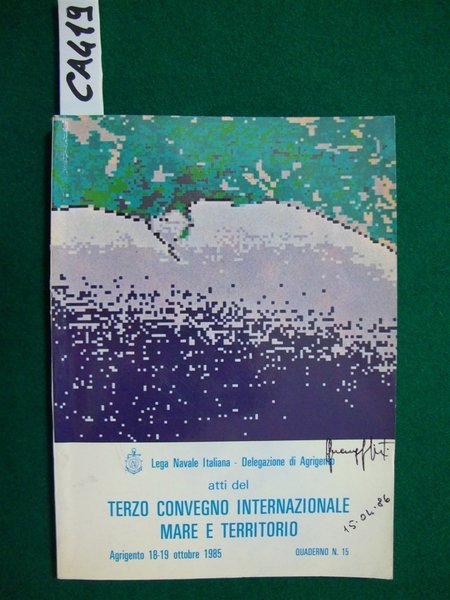 CAG19
Lega Navale Italiana - Delegazione di Agrigento
atti del
TERZO CONVEGNO INTERNAZIONALE
MARE E TERRITORIO
15.04.86
Agrigento 18-19 ottobre 1985 QUADERNO N. 15